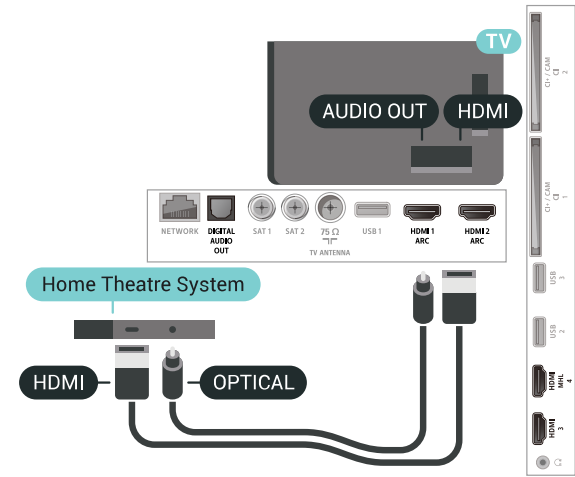 TV
AUDIO OUT
HDMI
NETWORK
DIGITAL
AUDIO
OUT
SAT 1
SAT 2
75 Ω
TV ANTENNA
USB 1
HDMI 1
ARC
HDMI 2
ARC
Home Theatre System
HDMI
OPTICAL
CI+ / CAM
CI
2
CI+ / CAM
CI
1
USB
3
USB
2
HDMI
MHL
4
HDMI
3